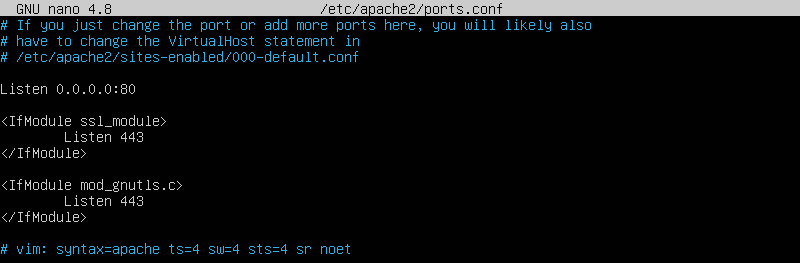 GNU nano 4.8 /etc/apache2/ports.conf
# If you just change the port or add more ports here, you will likely also
# have to change the VirtualHost statement in
# /etc/apache2/sites-enabled/000-default.conf
Listen 0.0.0.0:80
<IfModule ssl_module>
Listen 443
</IfModule>
<IfModule mod_gnutls.c>
Listen 443
</IfModule>
# vim: syntax=apache ts=4 sw=4 sts=4 sr noet